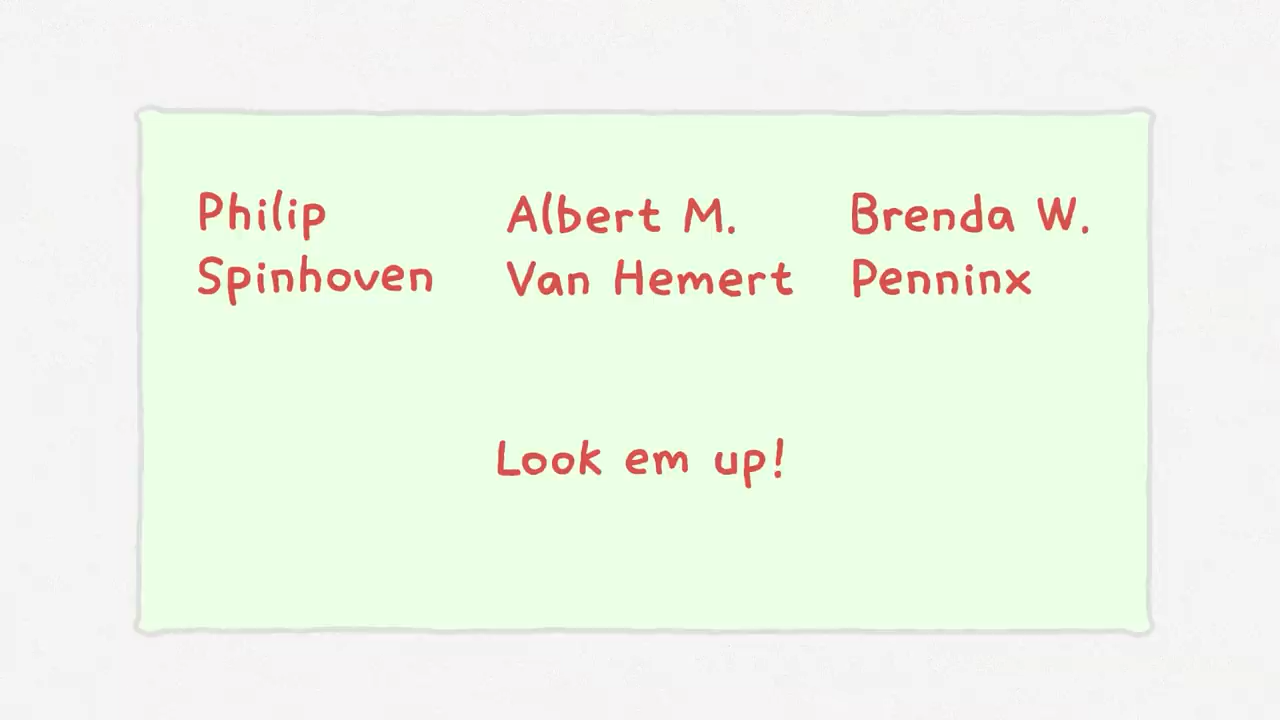 Philip
Spinhoven
Albert M.
Van Hemert
Brenda W.
Penninx
Look em up!